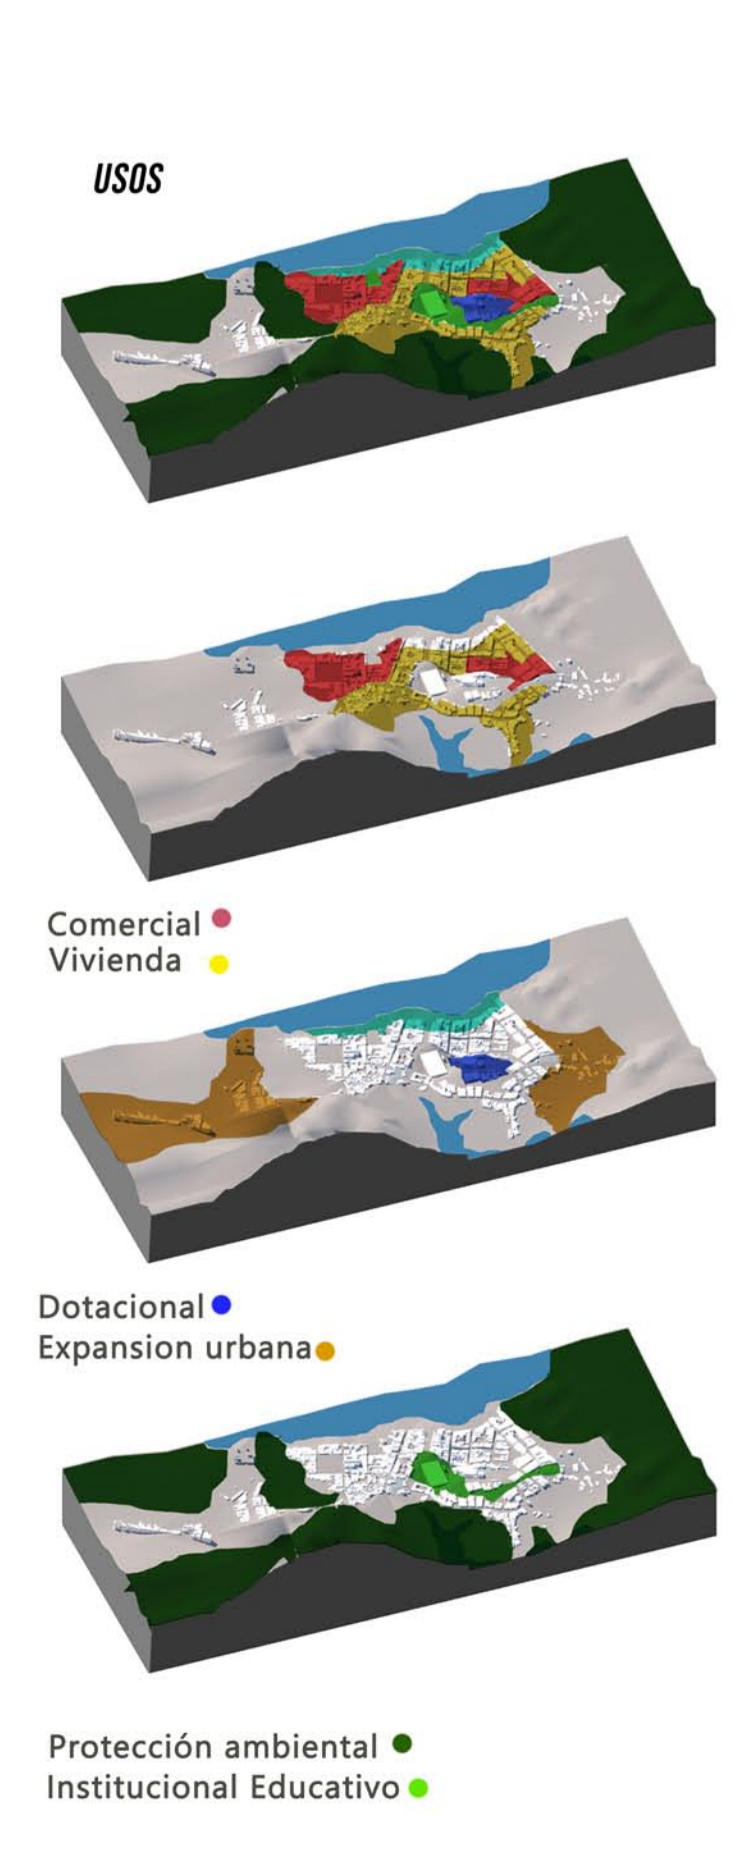 USOS
Comercial
Vivienda
Dotacional
Expansion urbana
Protección ambiental
Institucional Educativo